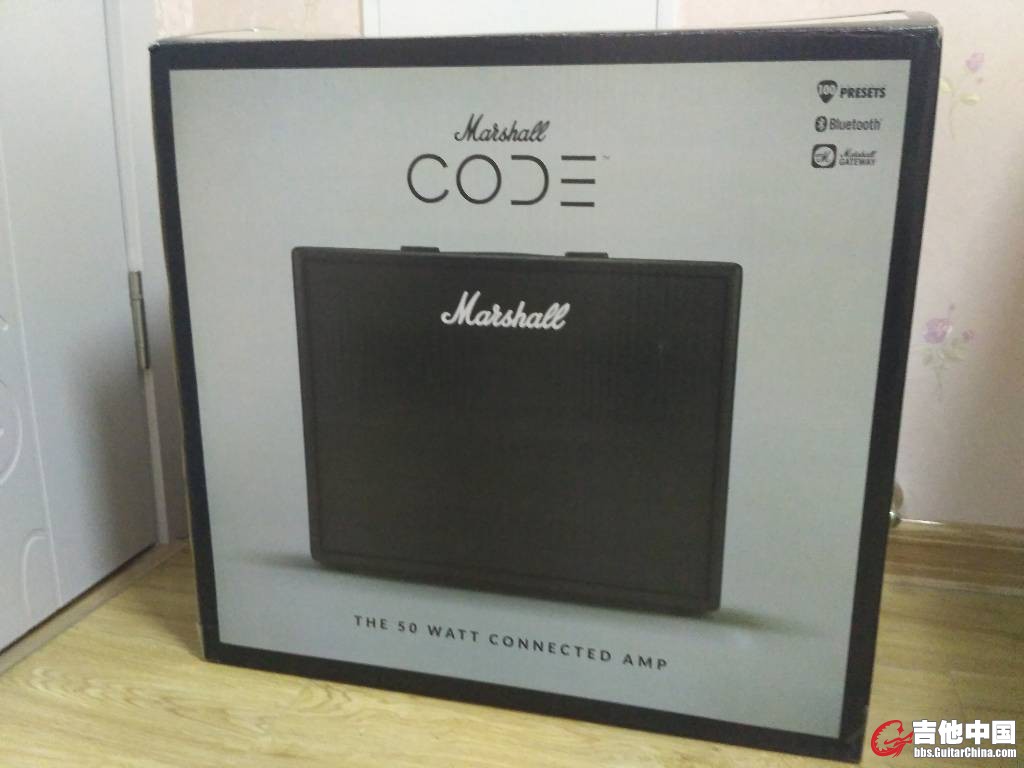 Marshall
CODE™
100 PRESETS
Bluetooth®
Marshall
GATEWAY
Marshall
THE 50 WATT CONNECTED AMP
吉他中国
bbs.GuitarChina.com